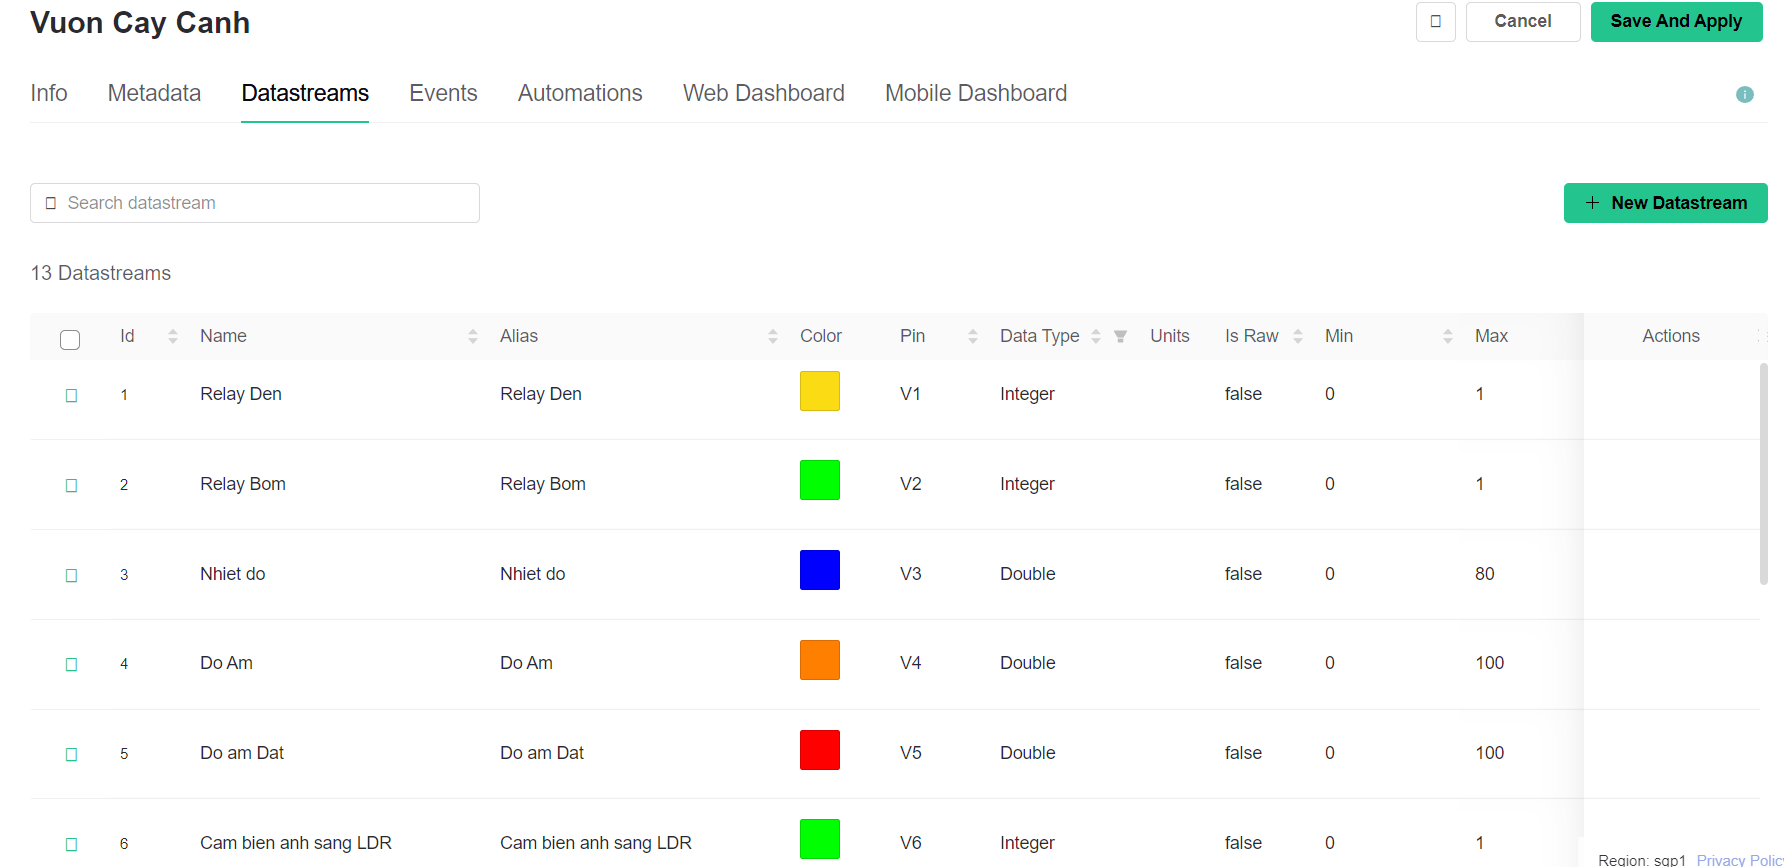 Vuon Cay Canh
Cancel
Save And Apply
Info Metadata Datastreams Events Automations Web Dashboard Mobile Dashboard
Search datastream
+ New Datastream
13 Datastreams
Id Name Alias Color Pin Data Type Units Is Raw Min Max Actions
1 Relay Den Relay Den V1 Integer false 0 1
2 Relay Bom Relay Bom V2 Integer false 0 1
3 Nhiet do Nhiet do V3 Double false 0 80
4 Do Am Do Am V4 Double false 0 100
5 Do am Dat Do am Dat V5 Double false 0 100
6 Cam bien anh sang LDR Cam bien anh sang LDR V6 Integer false 0 1
Region: sgp1 Privacy Polic